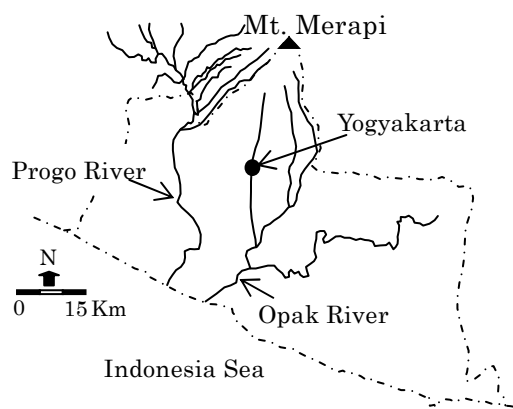 Mt. Merapi
Yogyakarta
Progo River
N
0 15 Km
Opak River
Indonesia Sea